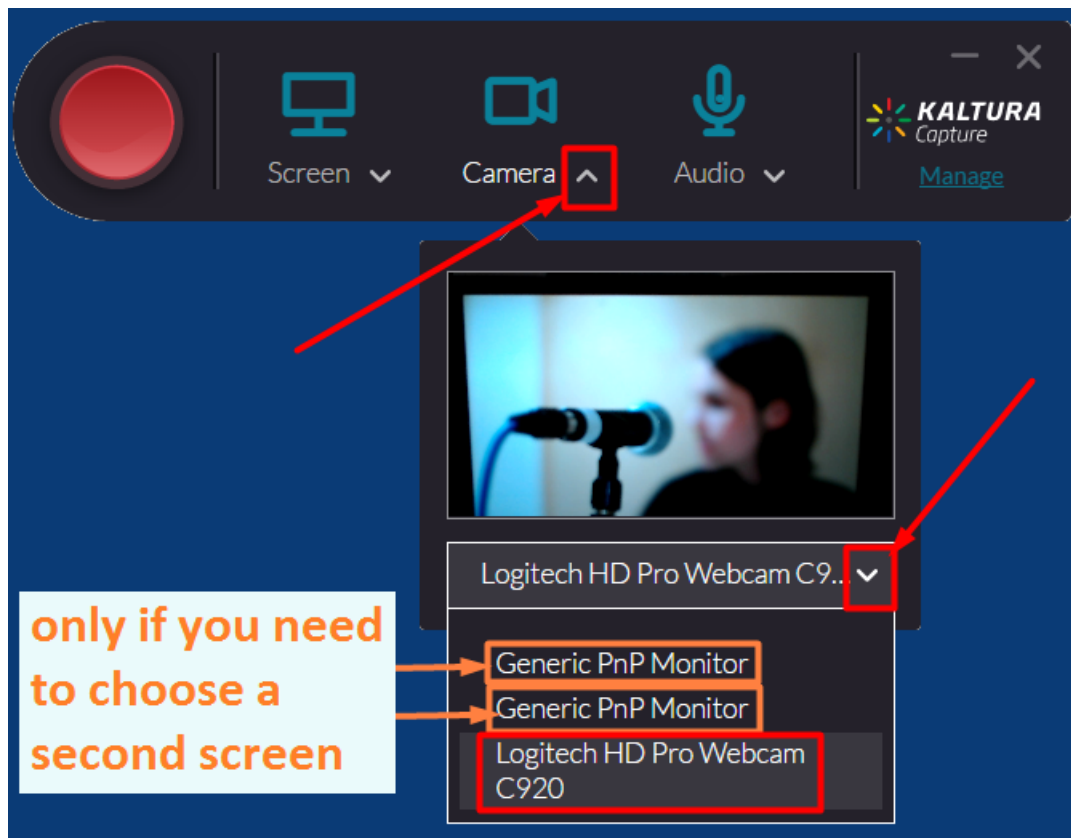 Screen
Camera
Audio
KALTURA
Capture
Manage
Logitech HD Pro Webcam C9...
only if you need
to choose a
second screen
Generic PnP Monitor
Generic PnP Monitor
Logitech HD Pro Webcam
C920